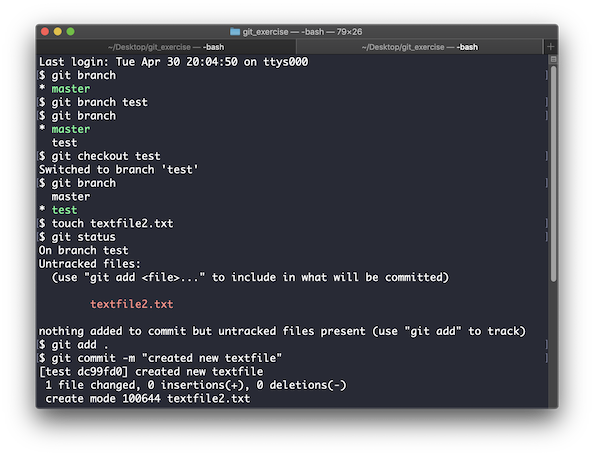 git_exercise — -bash — 79×26
~/Desktop/git_exercise — -bash
~/Desktop/git_exercise — -bash
+
Last login: Tue Apr 30 20:04:50 on ttys000
[$ git branch ]
* master
[$ git branch test ]
[$ git branch ]
* master
  test
[$ git checkout test ]
Switched to branch 'test'
[$ git branch ]
  master
* test
[$ touch textfile2.txt ]
[$ git status ]
On branch test
Untracked files:
  (use "git add <file>..." to include in what will be committed)
        textfile2.txt
nothing added to commit but untracked files present (use "git add" to track)
[$ git add . ]
[$ git commit -m "created new textfile" ]
[test dc99fd0] created new textfile
 1 file changed, 0 insertions(+), 0 deletions(-)
 create mode 100644 textfile2.txt